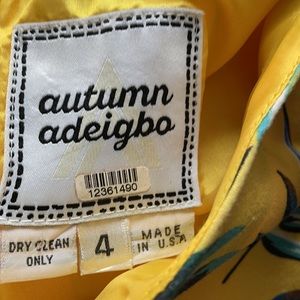 autumn
adeigbo
12361490
DRY CLEAN
ONLY
4
MADE
IN U.S.A